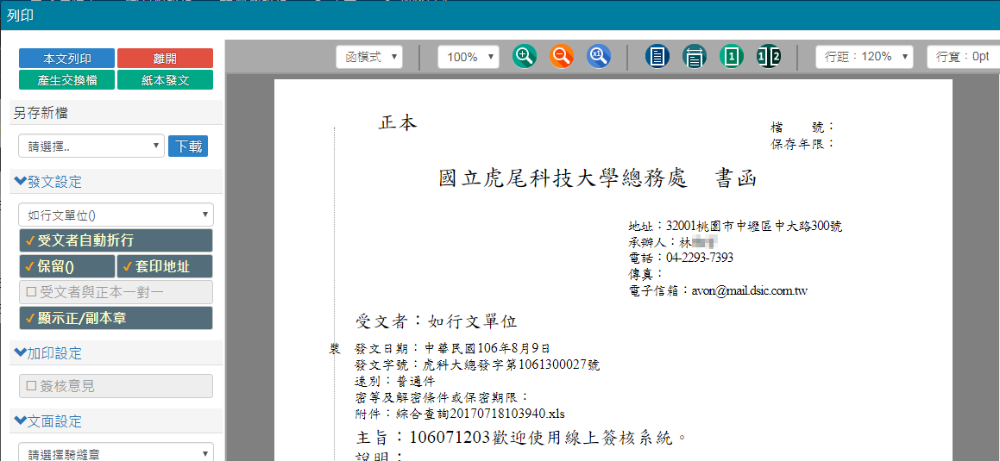 列印
本文列印 離開
產生交換檔 紙本發文
另存新檔
請選擇.. 下載
發文設定
如行文單位()
受文者自動折行
保留() 套印地址
受文者與正本一對一
顯示正/副本章
加印設定
簽核意見
文面設定
請選擇騎縫章
函模式 100% x1 1 1 2 行距：120% 行寬：0pt
正本
檔　　號：
保存年限：
國立虎尾科技大學總務處　書函
地址：32001桃園市中壢區中大路300號
承辦人：林
電話：04-2293-7393
傳真：
電子信箱：avon@mail.dsic.com.tw
受文者：如行文單位
裝
發文日期：中華民國106年8月9日
發文字號：虎科大總發字第1061300027號
速別：普通件
密等及解密條件或保密期限：
附件：綜合查詢20170718103940.xls
主旨：106071203歡迎使用線上簽核系統。
說明：